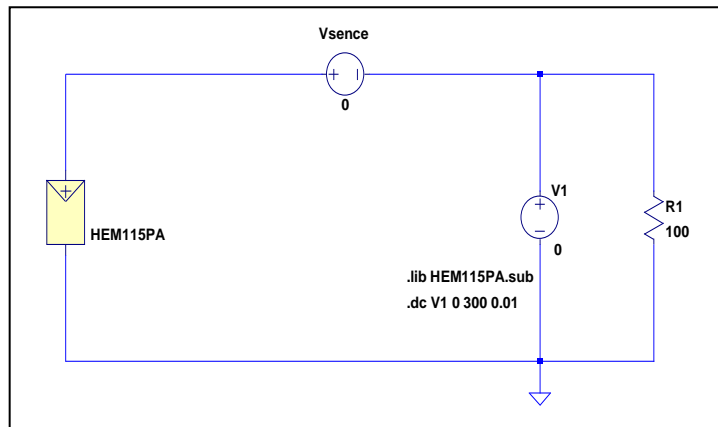 Vsence
0
HEM115PA
V1
0
R1
100
.lib HEM115PA.sub
.dc V1 0 300 0.01